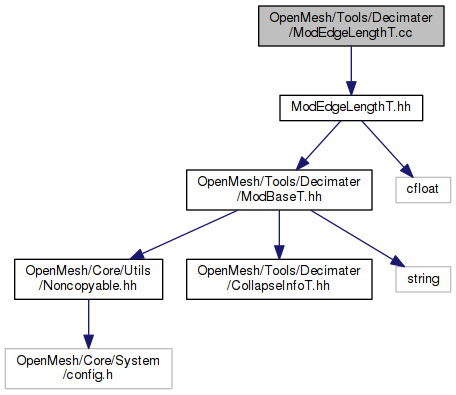 OpenMesh/Tools/Decimater
/ModEdgeLengthT.cc
ModEdgeLengthT.hh
OpenMesh/Tools/Decimater
/ModBaseT.hh
cfloat
OpenMesh/Core/Utils
/Noncopyable.hh
OpenMesh/Tools/Decimater
/CollapseInfoT.hh
string
OpenMesh/Core/System
/config.h